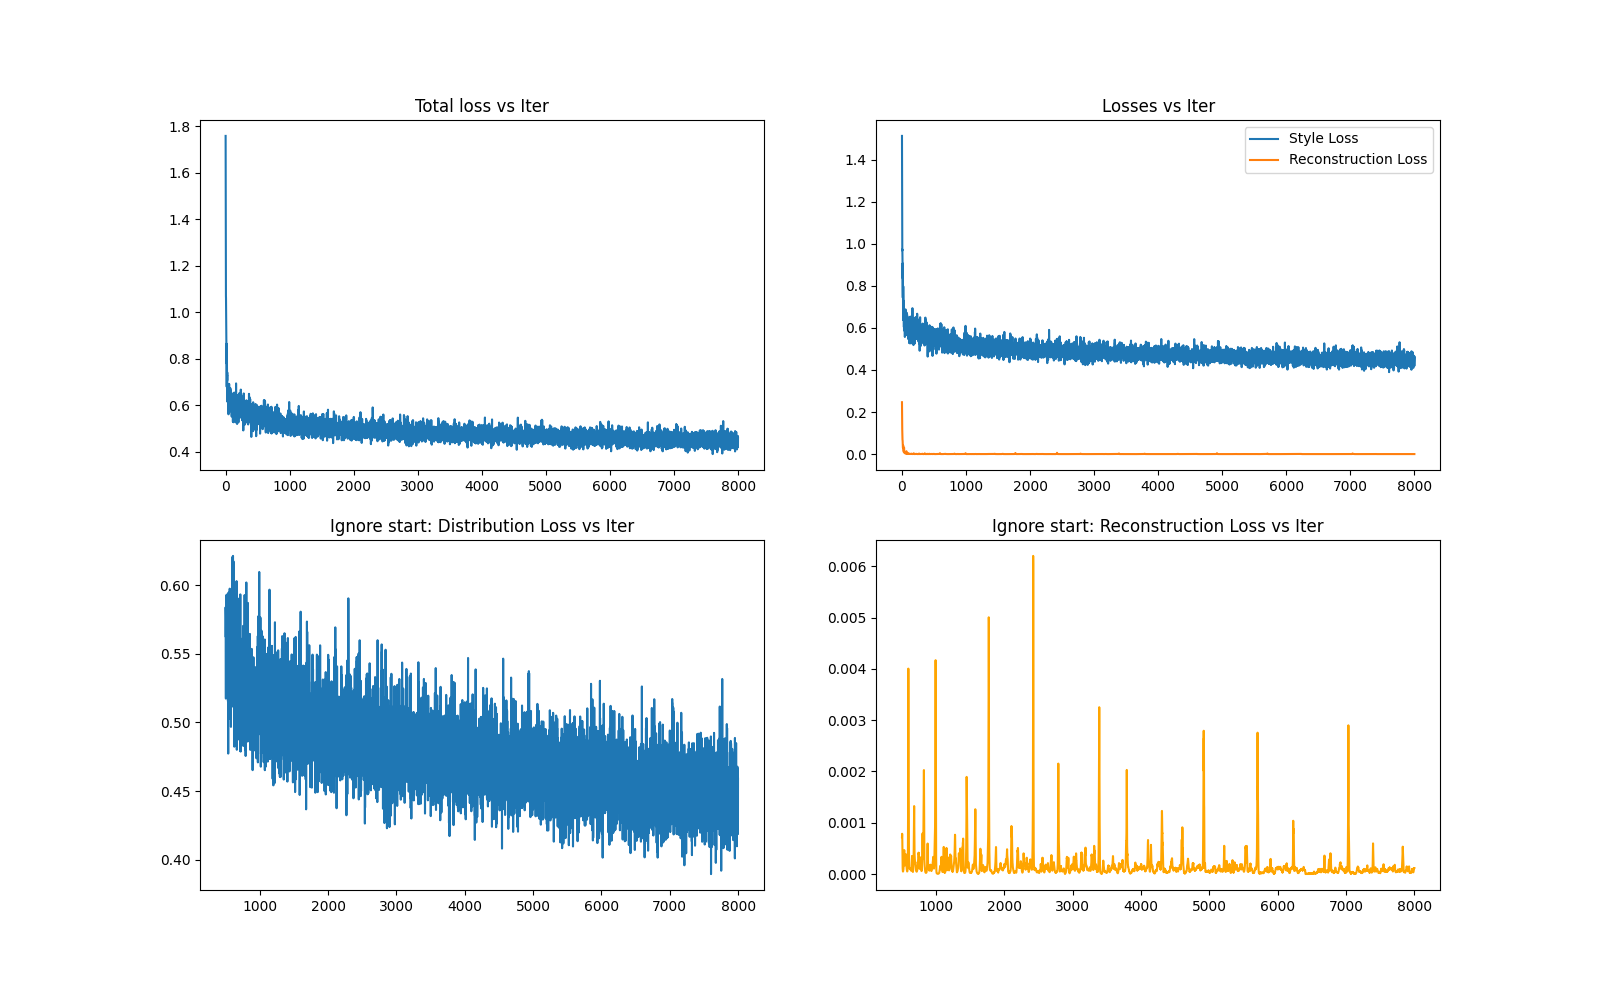 Total loss vs Iter
1.8
1.6
1.4
1.2
1.0
0.8
0.6
0.4
0 1000 2000 3000 4000 5000 6000 7000 8000
Losses vs Iter
Style Loss
Reconstruction Loss
1.4
1.2
1.0
0.8
0.6
0.4
0.2
0.0
0 1000 2000 3000 4000 5000 6000 7000 8000
Ignore start: Distribution Loss vs Iter
0.60
0.55
0.50
0.45
0.40
1000 2000 3000 4000 5000 6000 7000 8000
Ignore start: Reconstruction Loss vs Iter
0.006
0.005
0.004
0.003
0.002
0.001
0.000
1000 2000 3000 4000 5000 6000 7000 8000